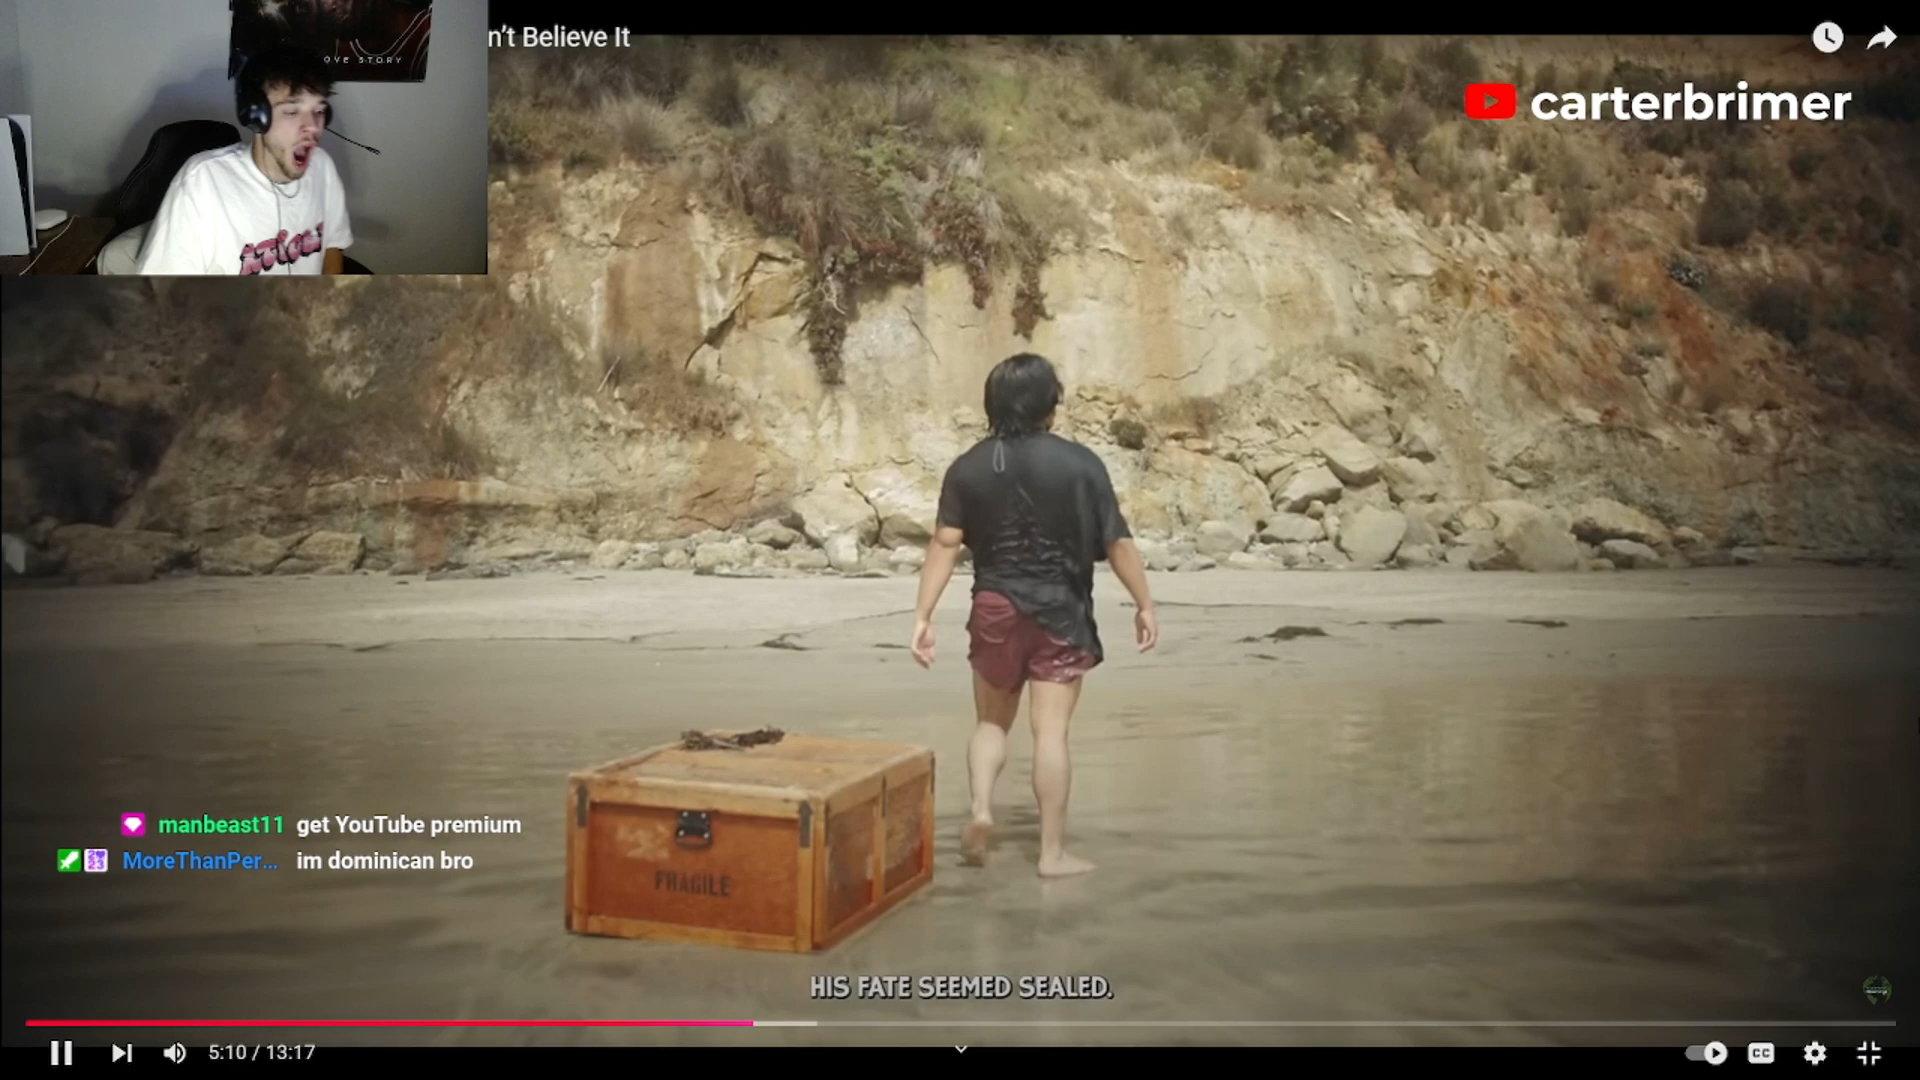 OVE STORY
n't Believe It
carterbrimer
manbeast11 get YouTube premium
MoreThanPer... im dominican bro
FRAGILE
HIS FATE SEEMED SEALED.
5:10 / 13:17
CC